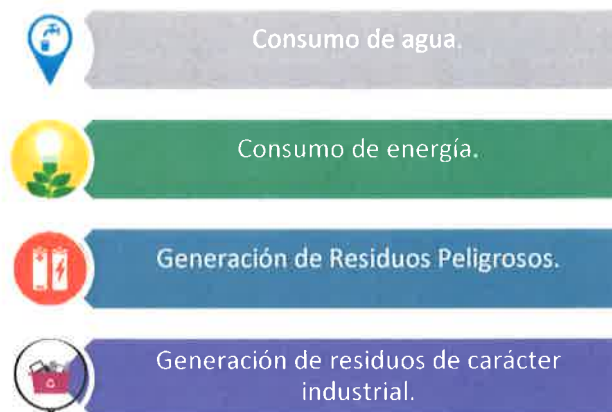 Consumo de agua.
Consumo de energía.
Generación de Residuos Peligrosos.
Generación de residuos de carácter
industrial.